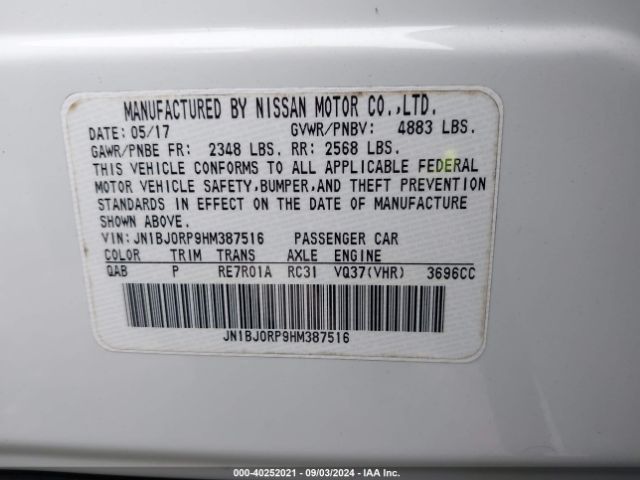 MANUFACTURED BY NISSAN MOTOR CO.,LTD.
DATE: 05/17 GVWR/PNBV: 4883 LBS.
GAWR/PNBE FR: 2348 LBS. RR: 2568 LBS.
THIS VEHICLE CONFORMS TO ALL APPLICABLE FEDERAL
MOTOR VEHICLE SAFETY,BUMPER,AND THEFT PREVENTION
STANDARDS IN EFFECT ON THE DATE OF MANUFACTURE
SHOWN ABOVE.
VIN: JN1BJ0RP9HM387516 PASSENGER CAR
COLOR TRIM TRANS AXLE ENGINE
QAB P RE7R01A RC31 VQ37(VHR) 3696CC
JN1BJ0RP9HM387516
000-40252021 - 09/03/2024 - IAA Inc.